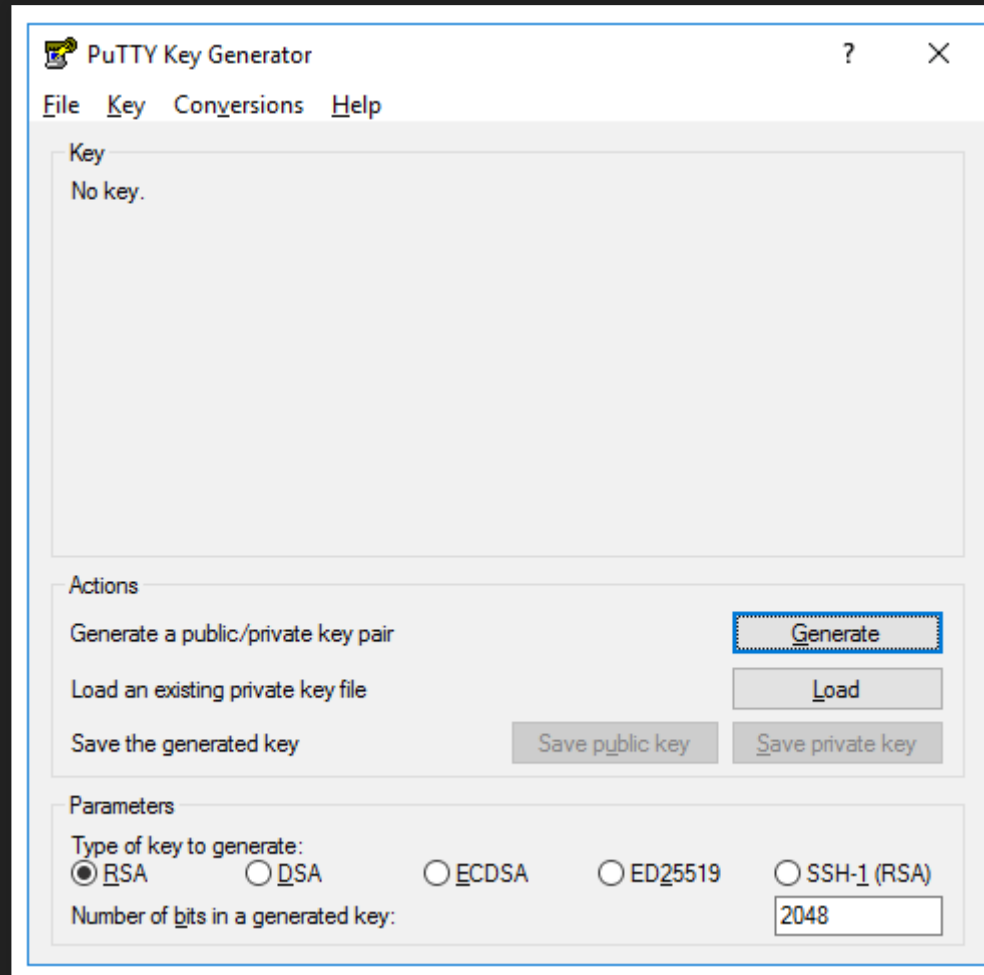 PuTTY Key Generator ?
File Key Conversions Help
Key
No key.
Actions
Generate a public/private key pair Generate
Load an existing private key file Load
Save the generated key Save public key Save private key
Parameters
Type of key to generate:
RSA DSA ECDSA ED25519 SSH-1 (RSA)
Number of bits in a generated key: 2048